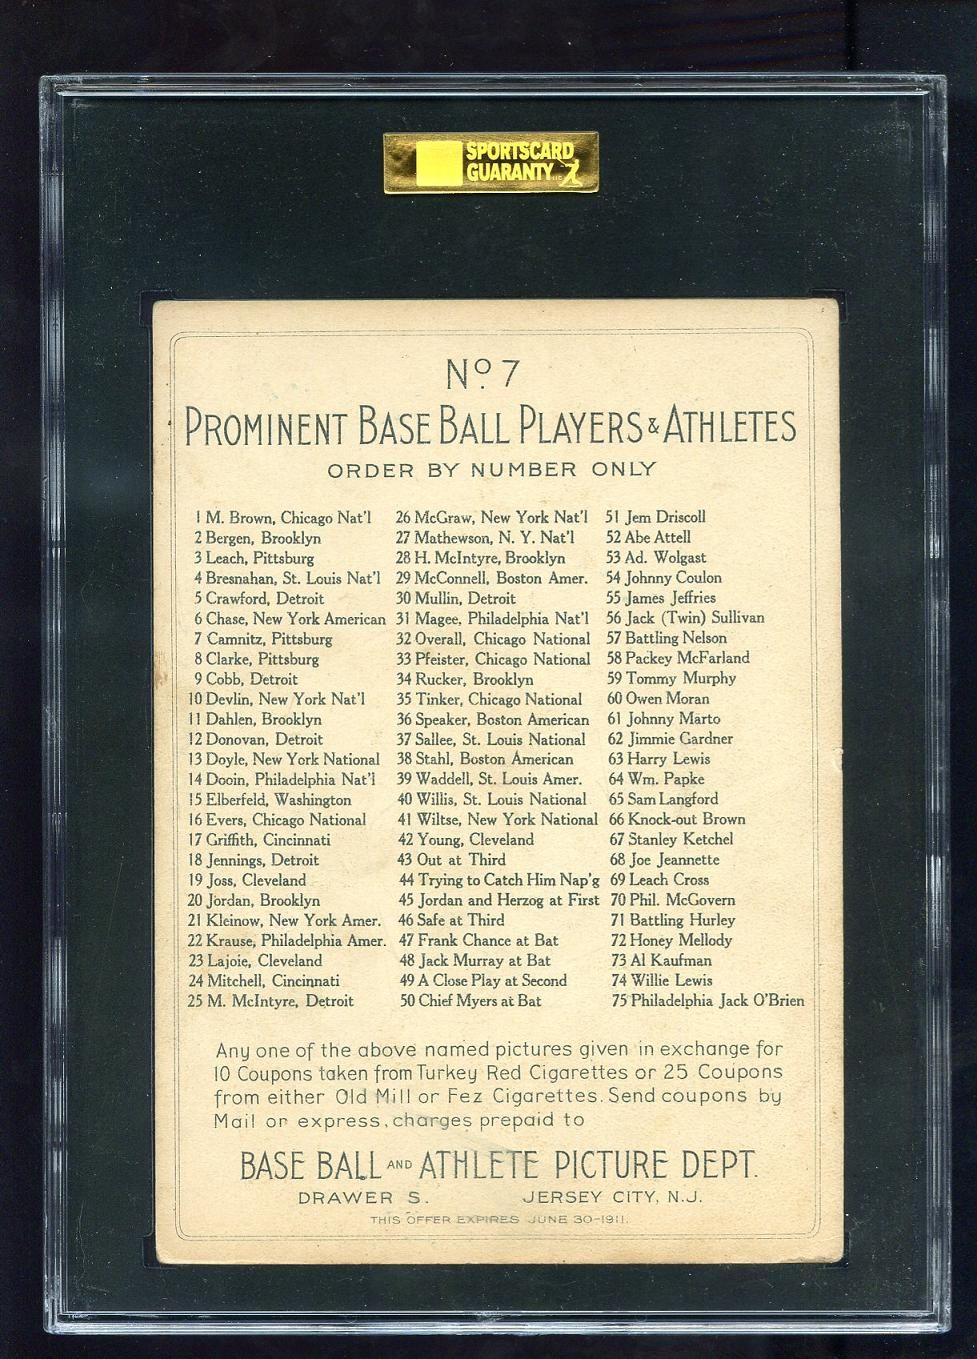 SPORTSCARD
GUARANTY LLC
Nº 7
PROMINENT BASE BALL PLAYERS & ATHLETES
ORDER BY NUMBER ONLY
1 M. Brown, Chicago Nat'l
2 Bergen, Brooklyn
3 Leach, Pittsburg
4 Bresnahan, St. Louis Nat'l
5 Crawford, Detroit
6 Chase, New York American
7 Camnitz, Pittsburg
8 Clarke, Pittsburg
9 Cobb, Detroit
10 Devlin, New York Nat'l
11 Dahlen, Brooklyn
12 Donovan, Detroit
13 Doyle, New York National
14 Dooin, Philadelphia Nat'l
15 Elberfeld, Washington
16 Evers, Chicago National
17 Griffith, Cincinnati
18 Jennings, Detroit
19 Joss, Cleveland
20 Jordan, Brooklyn
21 Kleinow, New York Amer.
22 Krause, Philadelphia Amer.
23 Lajoie, Cleveland
24 Mitchell, Cincinnati
25 M. McIntyre, Detroit
26 McGraw, New York Nat'l
27 Mathewson, N. Y. Nat'l
28 H. McIntyre, Brooklyn
29 McConnell, Boston Amer.
30 Mullin, Detroit
31 Magee, Philadelphia Nat'l
32 Overall, Chicago National
33 Pfeister, Chicago National
34 Rucker, Brooklyn
35 Tinker, Chicago National
36 Speaker, Boston American
37 Sallee, St. Louis National
38 Stahl, Boston American
39 Waddell, St. Louis Amer.
40 Willis, St. Louis National
41 Wiltse, New York National
42 Young, Cleveland
43 Out at Third
44 Trying to Catch Him Nap'g
45 Jordan and Herzog at First
46 Safe at Third
47 Frank Chance at Bat
48 Jack Murray at Bat
49 A Close Play at Second
50 Chief Myers at Bat
51 Jem Driscoll
52 Abe Attell
53 Ad. Wolgast
54 Johnny Coulon
55 James Jeffries
56 Jack (Twin) Sullivan
57 Battling Nelson
58 Packey McFarland
59 Tommy Murphy
60 Owen Moran
61 Johnny Marto
62 Jimmie Gardner
63 Harry Lewis
64 Wm. Papke
65 Sam Langford
66 Knock-out Brown
67 Stanley Ketchel
68 Joe Jeannette
69 Leach Cross
70 Phil. McGovern
71 Battling Hurley
72 Honey Mellody
73 Al Kaufman
74 Willie Lewis
75 Philadelphia Jack O'Brien
Any one of the above named pictures given in exchange for
10 Coupons taken from Turkey Red Cigarettes or 25 Coupons
from either Old Mill or Fez Cigarettes. Send coupons by
Mail or express, charges prepaid to
BASE BALL AND ATHLETE PICTURE DEPT.
DRAWER S. JERSEY CITY, N.J.
THIS OFFER EXPIRES JUNE 30-1911.